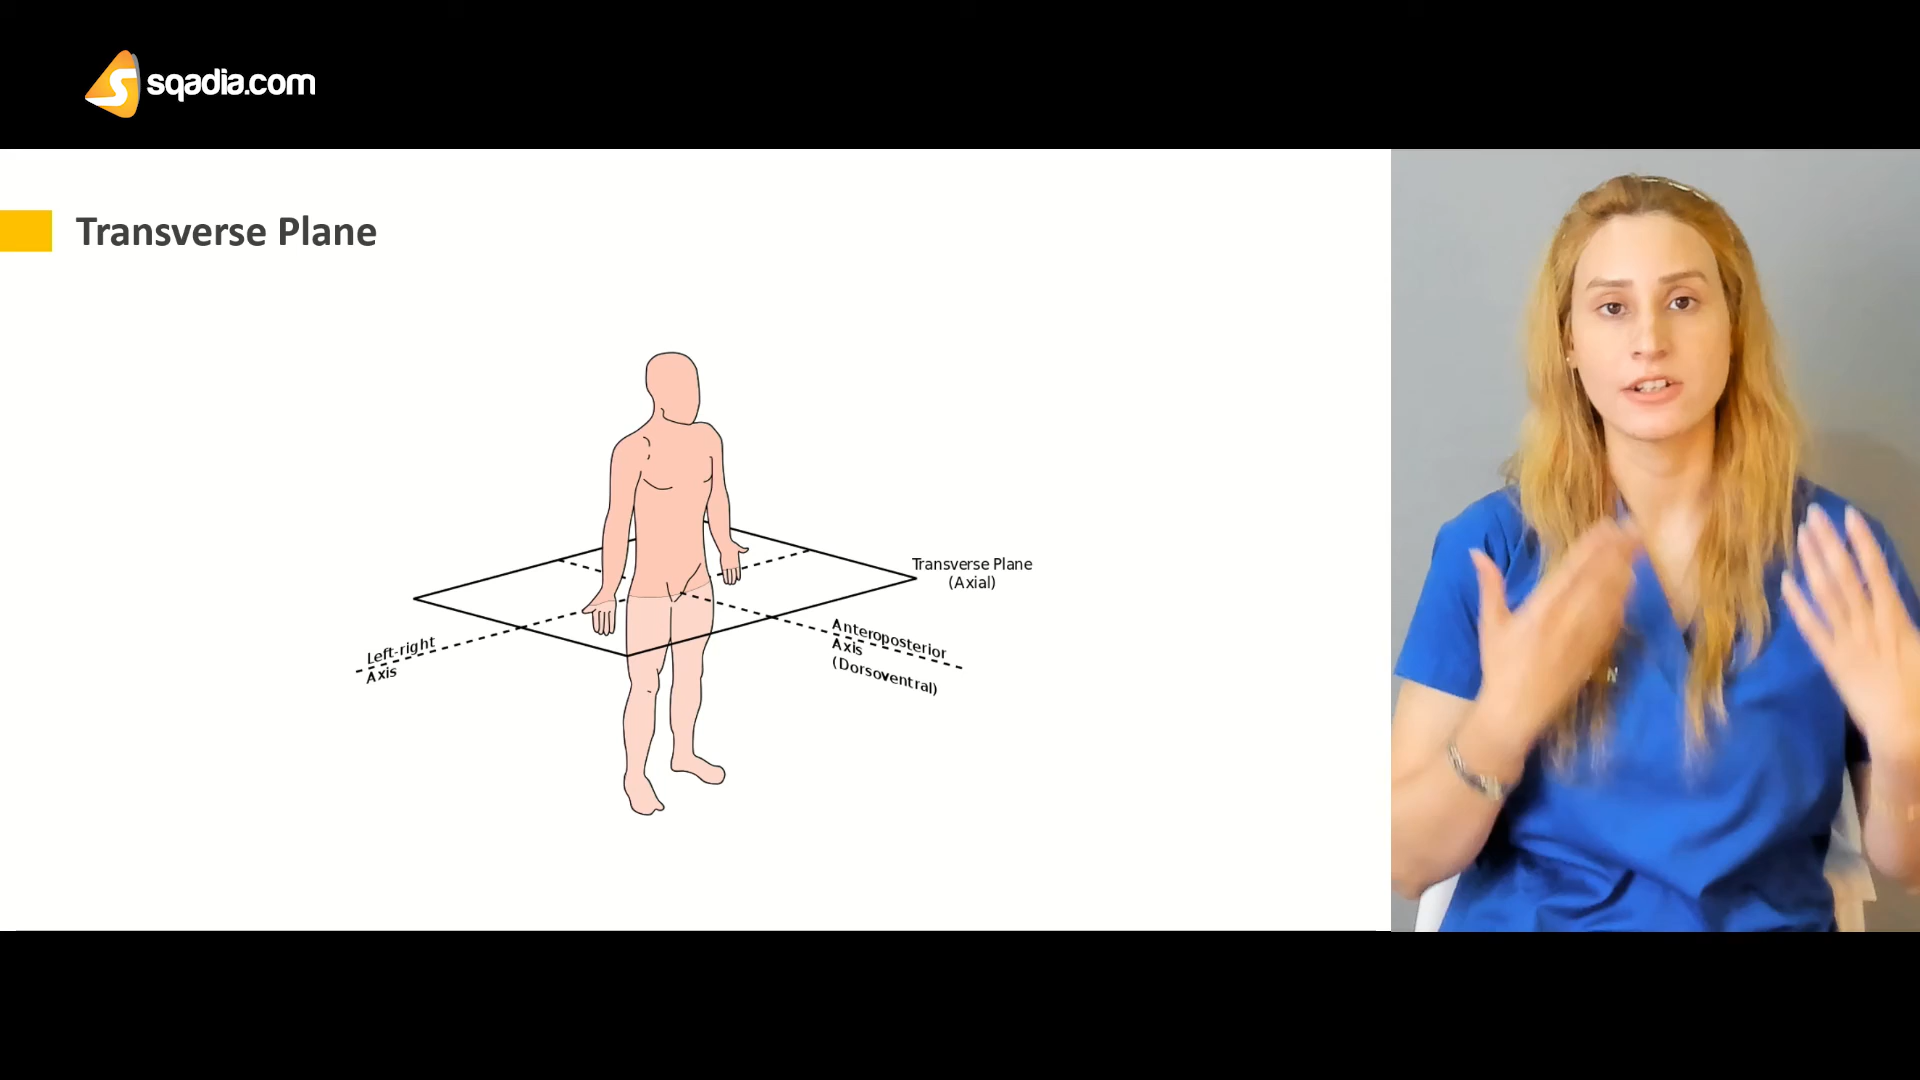 sqadia.com
Transverse Plane
Transverse Plane
(Axial)
Left-right
Axis
Anteroposterior
Axis
(Dorsoventral)